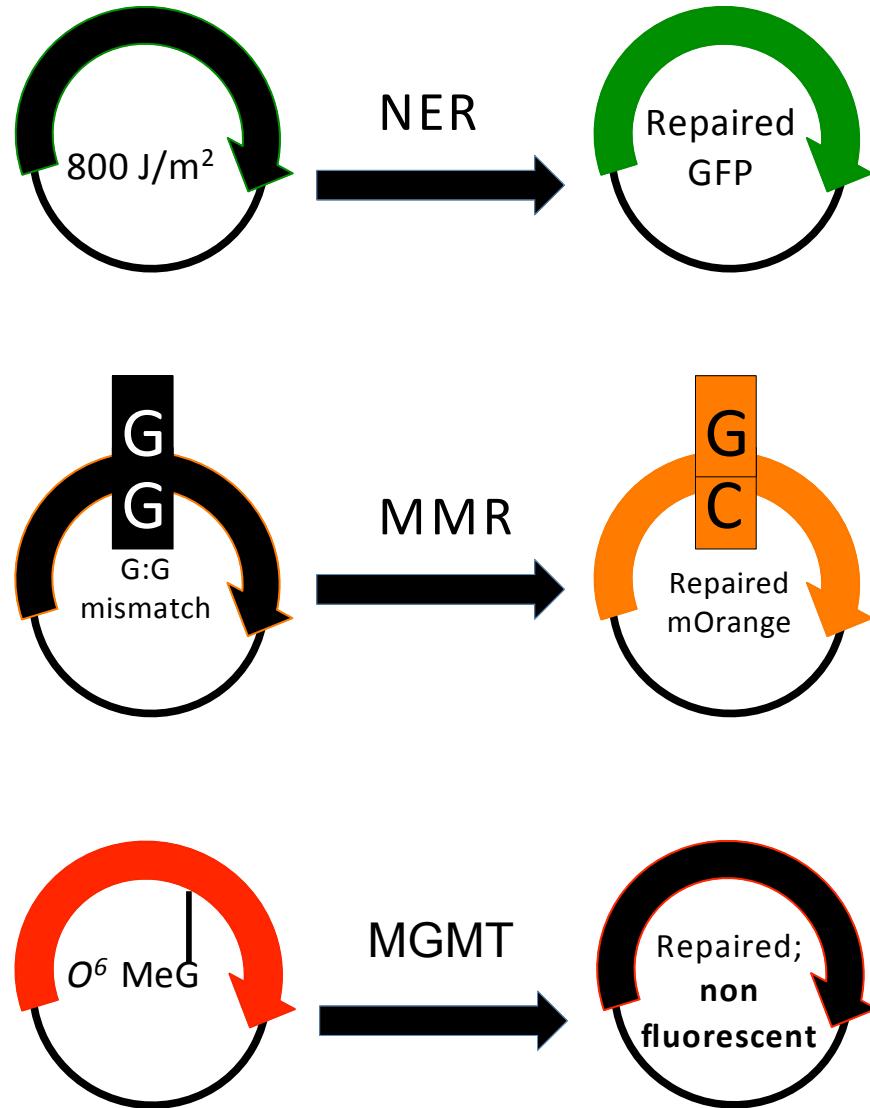 800 J/m²
NER
Repaired
GFP
G
G
G:G
mismatch
MMR
G
C
Repaired
mOrange
O⁶ MeG
MGMT
Repaired;
non
fluorescent